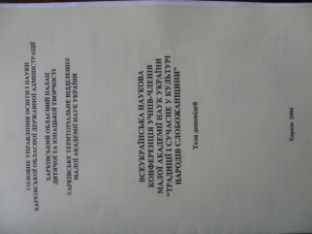 ГОЛОВНЕ УПРАВЛІННЯ ОСВІТИ І НАУКИ
ХАРКІВСЬКОЇ ОБЛАСНОЇ ДЕРЖАВНОЇ АДМІНІСТРАЦІЇ
ХАРКІВСЬКИЙ ОБЛАСНИЙ ПАЛАЦ
ДИТЯЧОЇ ТА ЮНАЦЬКОЇ ТВОРЧОСТІ
ХАРКІВСЬКЕ ТЕРИТОРІАЛЬНЕ ВІДДІЛЕННЯ
МАЛОЇ АКАДЕМІЇ НАУК УКРАЇНИ
ВСЕУКРАЇНСЬКА НАУКОВА
КОНФЕРЕНЦІЯ УЧНІВ-ЧЛЕНІВ
МАЛОЇ АКАДЕМІЇ НАУК УКРАЇНИ
"ТРАДИЦІЇ І СУЧАСНЕ У КУЛЬТУРІ
НАРОДІВ СЛОБОЖАНЩИНИ"
Тези доповідей
Харків